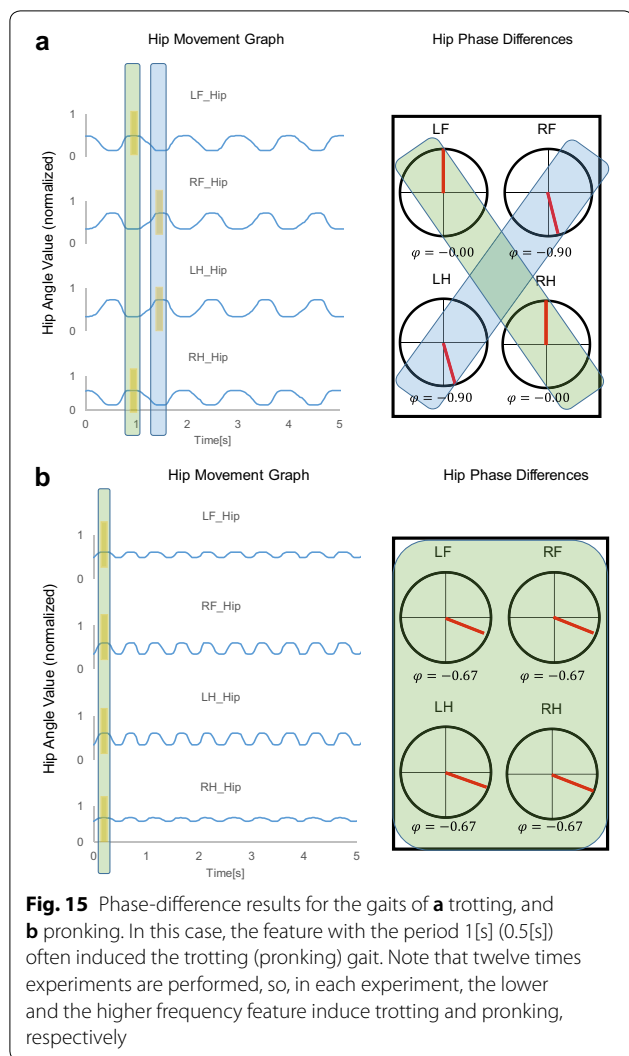 a
Hip Movement Graph
Hip Phase Differences
Hip Angle Value (normalized)
LF_Hip
1
0
RF_Hip
1
0
LH_Hip
1
0
RH_Hip
1
0
0 1 2 3 4 5
Time[s]
LF RF
φ = −0.00 φ = −0.90
LH RH
φ = −0.90 φ = −0.00
b
Hip Movement Graph
Hip Phase Differences
Hip Angle Value (normalized)
LF_Hip
1
0
RF_Hip
1
0
LH_Hip
1
0
RH_Hip
1
0
0 1 2 3 4 5
Time[s]
LF RF
φ = −0.67 φ = −0.67
LH RH
φ = −0.67 φ = −0.67
Fig. 15 Phase-difference results for the gaits of a trotting, and
b pronking. In this case, the feature with the period 1[s] (0.5[s])
often induced the trotting (pronking) gait. Note that twelve times
experiments are performed, so, in each experiment, the lower
and the higher frequency feature induce trotting and pronking,
respectively